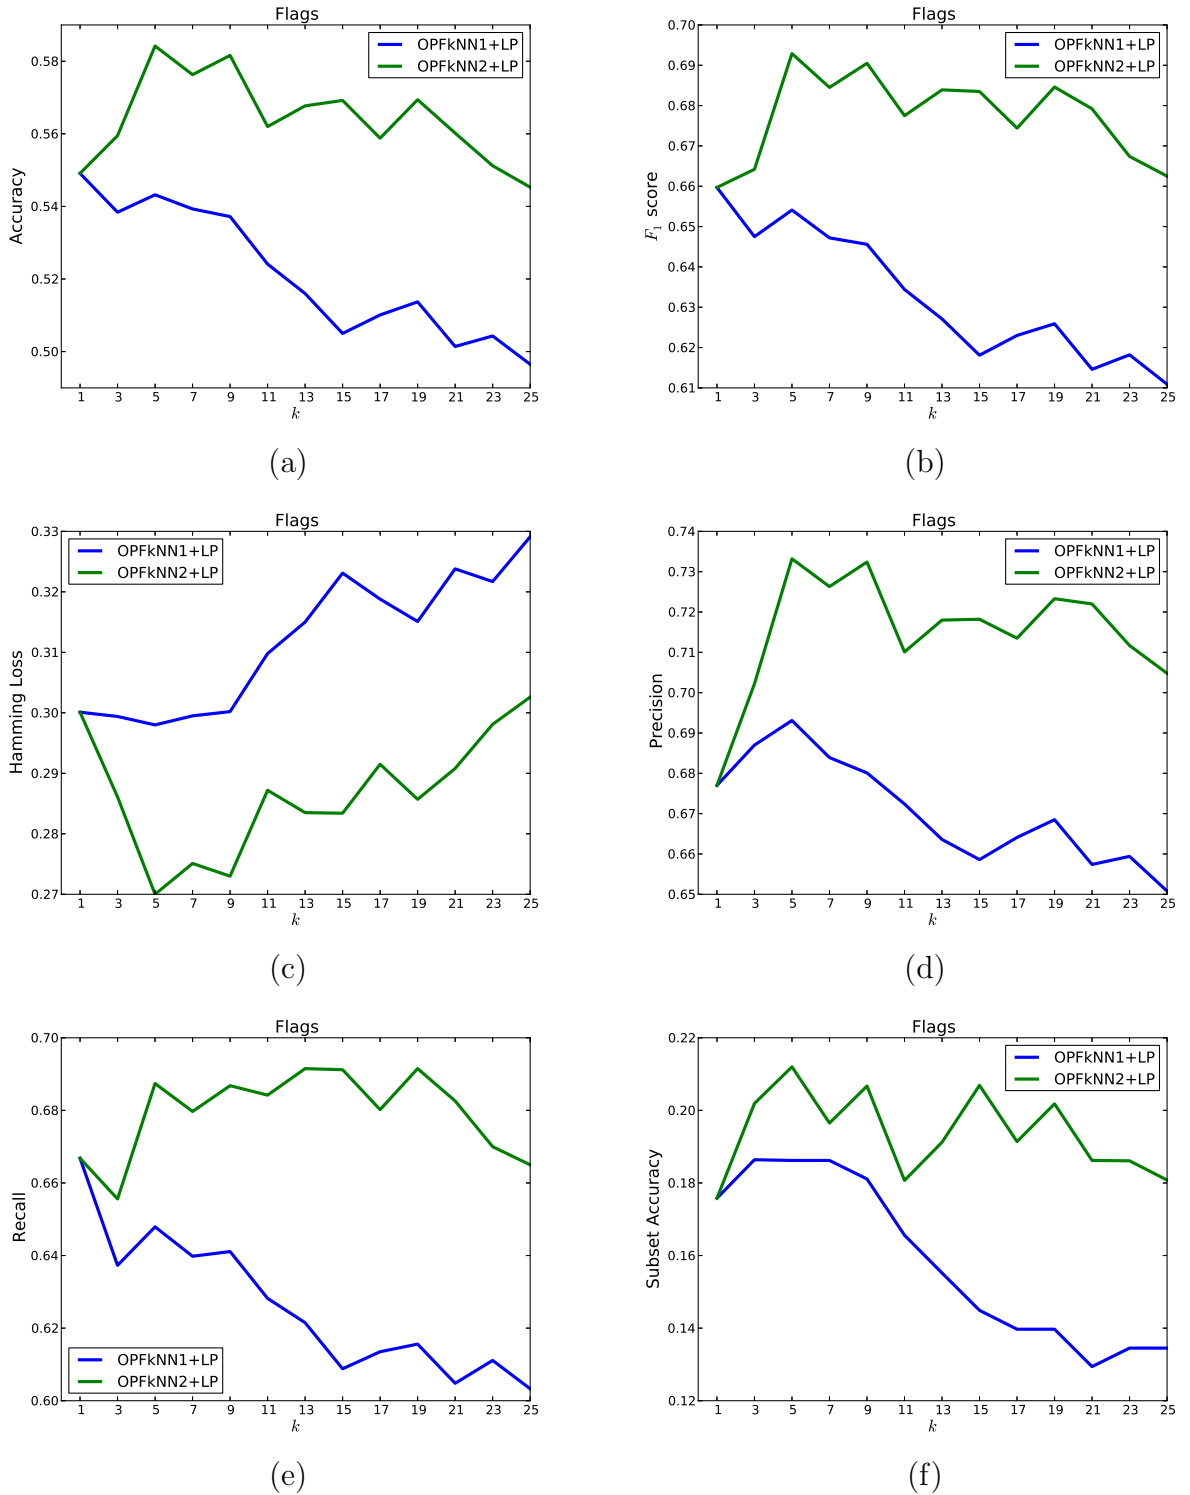 Flags
OPFkNN1+LP
OPFkNN2+LP
0.58
0.56
0.54
0.52
0.50
Accuracy
1 3 5 7 9 11 13 15 17 19 21 23 25
k
(a)
Flags
OPFkNN1+LP
OPFkNN2+LP
0.70
0.69
0.68
0.67
0.66
0.65
0.64
0.63
0.62
0.61
F1 score
1 3 5 7 9 11 13 15 17 19 21 23 25
k
(b)
Flags
OPFkNN1+LP
OPFkNN2+LP
0.33
0.32
0.31
0.30
0.29
0.28
0.27
Hamming Loss
1 3 5 7 9 11 13 15 17 19 21 23 25
k
(c)
Flags
OPFkNN1+LP
OPFkNN2+LP
0.74
0.73
0.72
0.71
0.70
0.69
0.68
0.67
0.66
0.65
Precision
1 3 5 7 9 11 13 15 17 19 21 23 25
k
(d)
Flags
0.70
0.68
0.66
0.64
0.62
0.60
Recall
OPFkNN1+LP
OPFkNN2+LP
1 3 5 7 9 11 13 15 17 19 21 23 25
k
(e)
Flags
OPFkNN1+LP
OPFkNN2+LP
0.22
0.20
0.18
0.16
0.14
0.12
Subset Accuracy
1 3 5 7 9 11 13 15 17 19 21 23 25
k
(f)